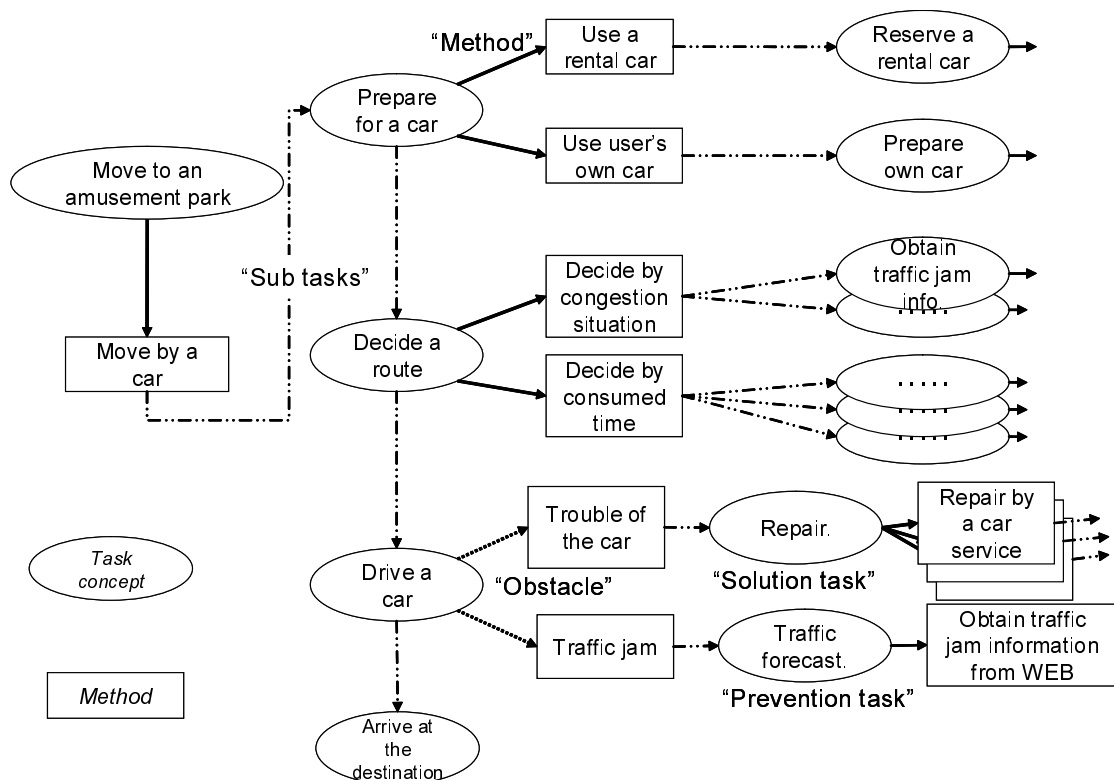 “Method”
Use a
rental car
Reserve a
rental car
Prepare
for a car
Use user’s
own car
Prepare
own car
Move to an
amusement park
“Sub tasks”
Decide by
congestion
situation
Obtain
traffic jam
info.
.....
Move by a
car
Decide a
route
Decide by
consumed
time
.....
.....
.....
Trouble of
the car
Repair.
Repair by
a car
service
Task
concept
Drive a
car
“Obstacle”
“Solution task”
Traffic jam
Traffic
forecast.
Obtain traffic
jam information
from WEB
Method
“Prevention task”
Arrive at
the
destination